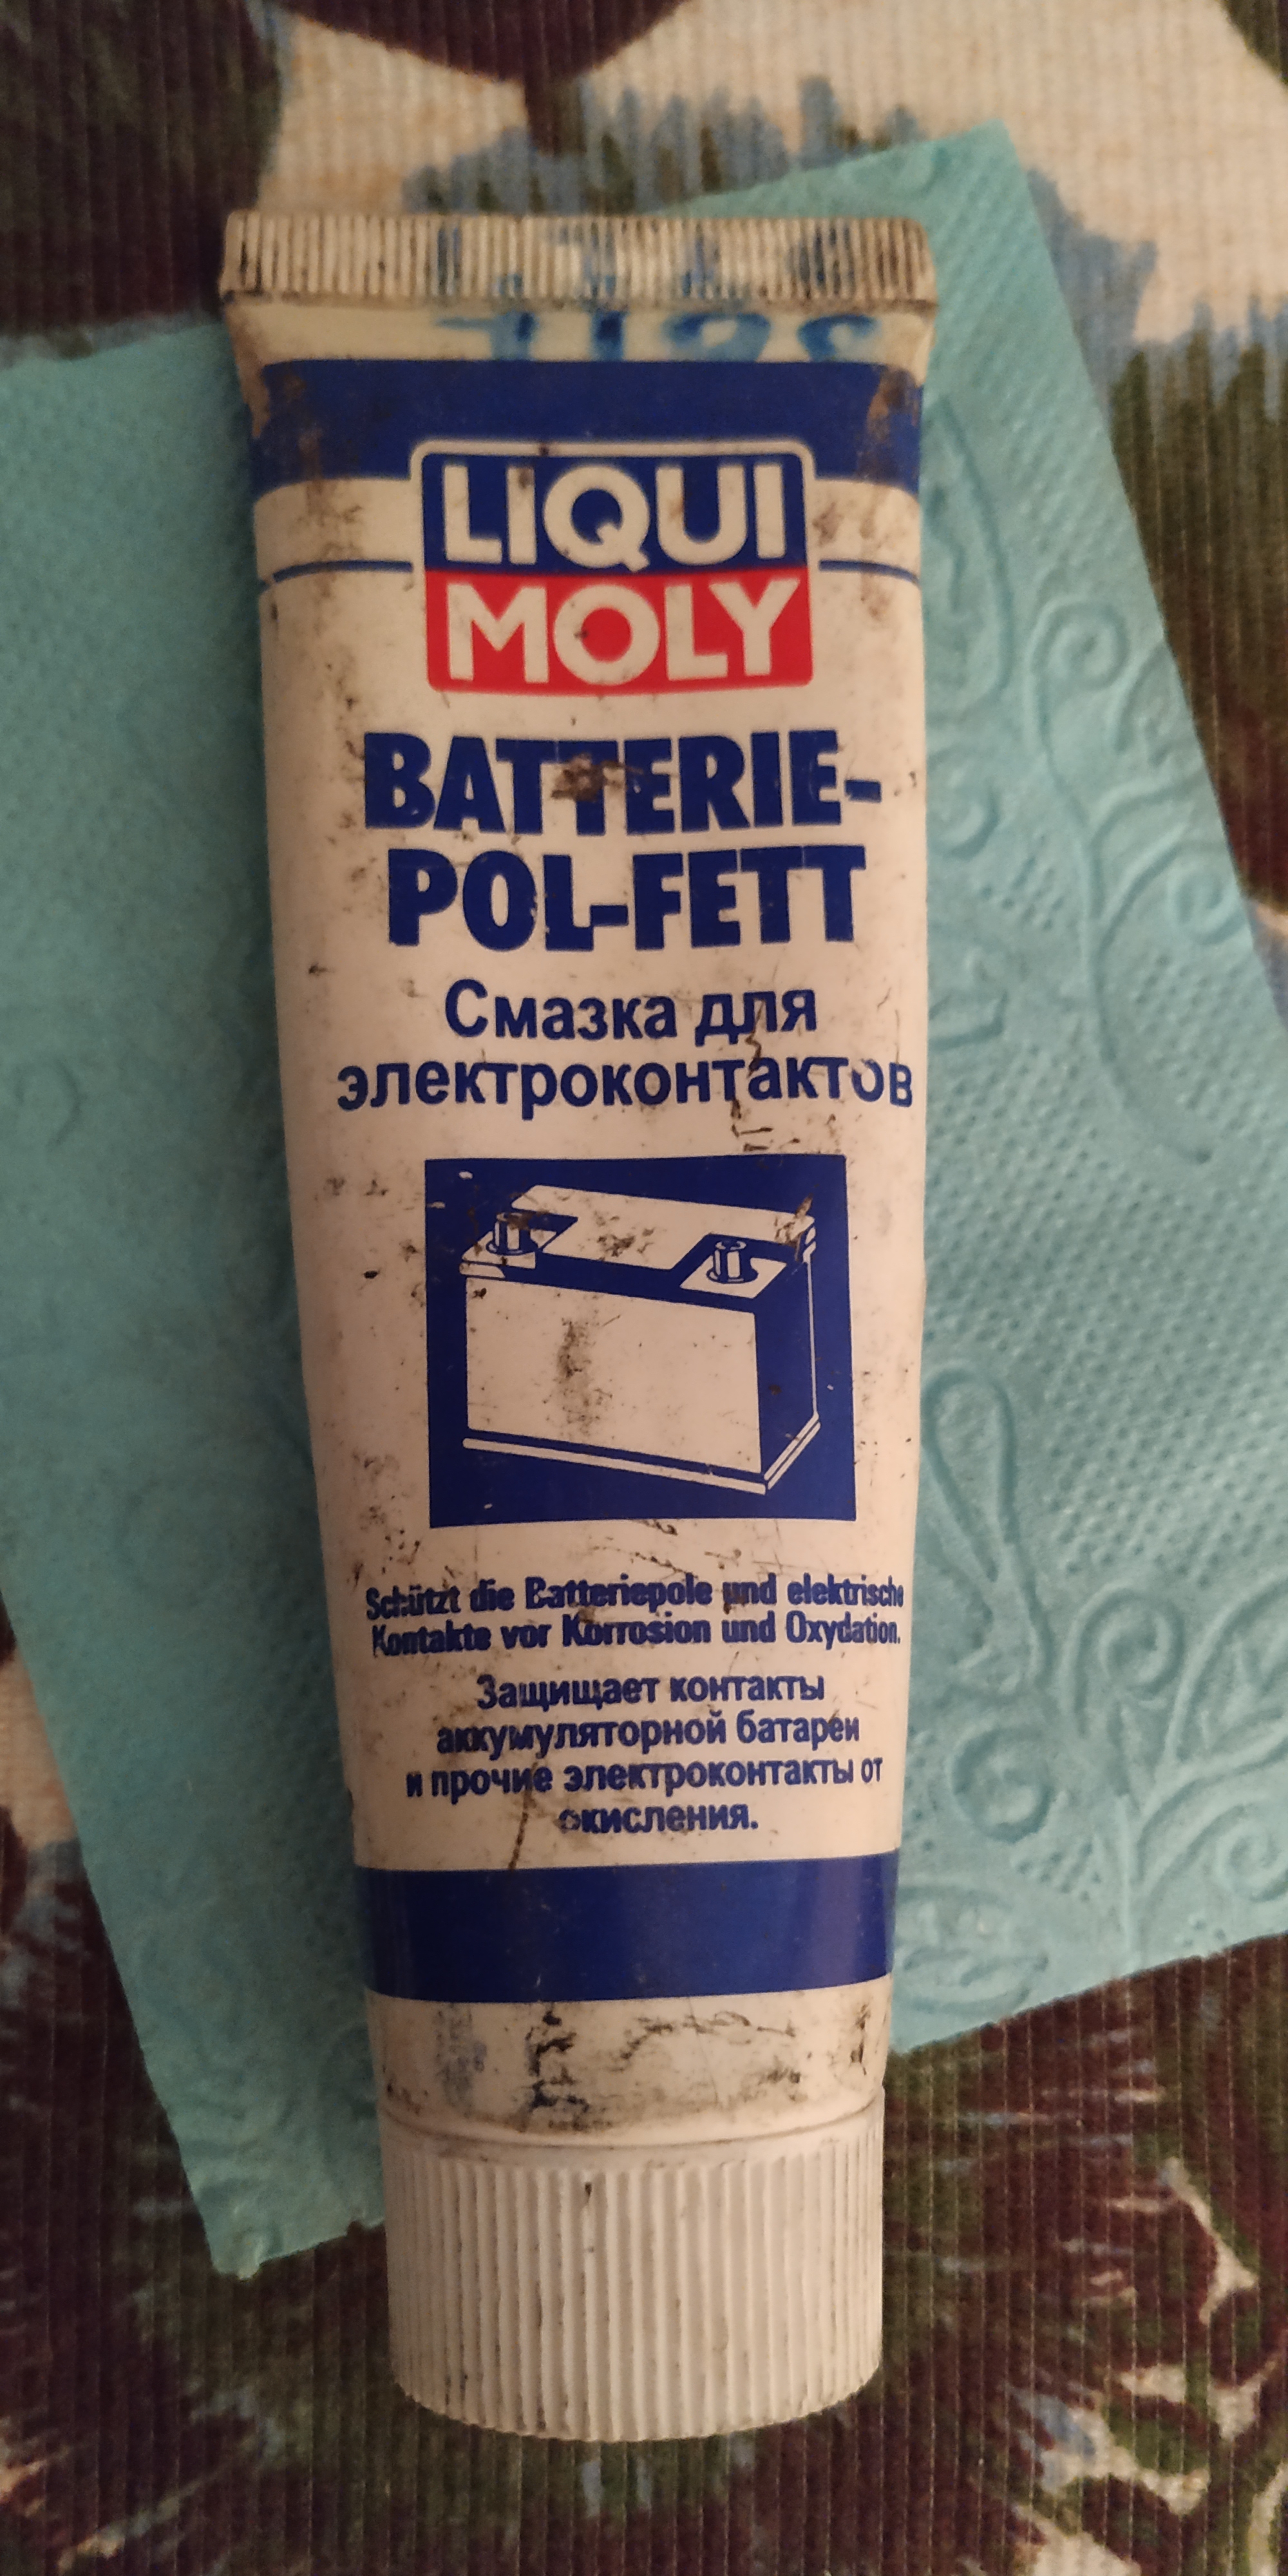 LIQUI
MOLY
BATTERIE-
POL-FETT
Смазка для
электроконтактов
Schützt die Batteriepole und elektrische
Kontakte vor Korrosion und Oxydation.
Защищает контакты
аккумуляторной батареи
и прочие электроконтакты от
окисления.